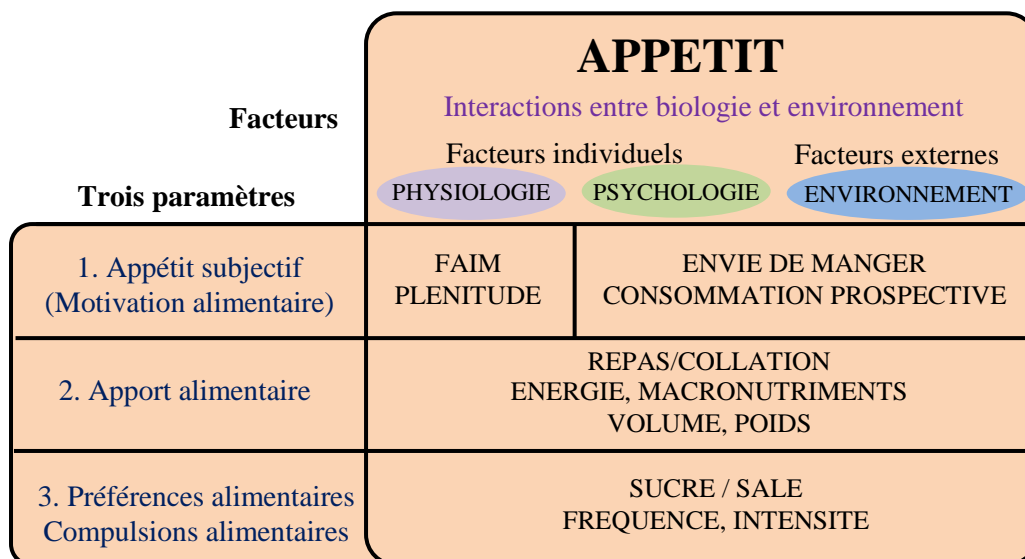 APPETIT
Interactions entre biologie et environnement
Facteurs
Facteurs individuels
Facteurs externes
Trois paramètres
PHYSIOLOGIE
PSYCHOLOGIE
ENVIRONNEMENT
1. Appétit subjectif
(Motivation alimentaire)
FAIM
PLENITUDE
ENVIE DE MANGER
CONSOMMATION PROSPECTIVE
2. Apport alimentaire
REPAS/COLLATION
ENERGIE, MACRONUTRIMENTS
VOLUME, POIDS
3. Préférences alimentaires
Compulsions alimentaires
SUCRE / SALE
FREQUENCE, INTENSITE